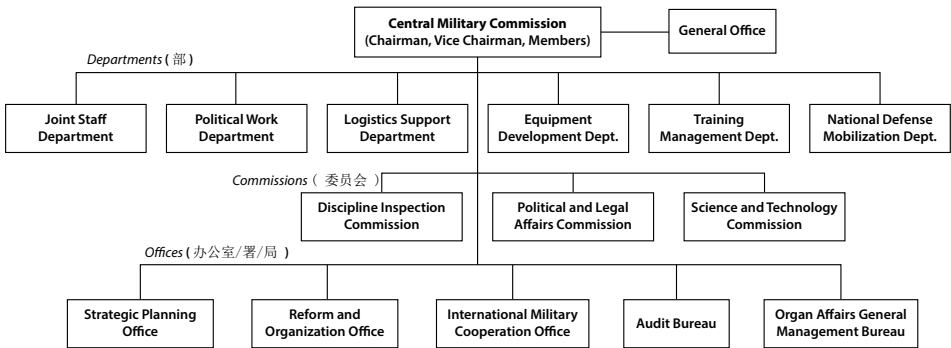 Central Military Commission
(Chairman, Vice Chairman, Members)
General Office
Departments ( 部 )
Joint Staff
Department
Political Work
Department
Logistics Support
Department
Equipment
Development Dept.
Training
Management Dept.
National Defense
Mobilization Dept.
Commissions ( 委员会 )
Discipline Inspection
Commission
Political and Legal
Affairs Commission
Science and Technology
Commission
Offices ( 办公室/署/局 )
Strategic Planning
Office
Reform and
Organization Office
International Military
Cooperation Office
Audit Bureau
Organ Affairs General
Management Bureau